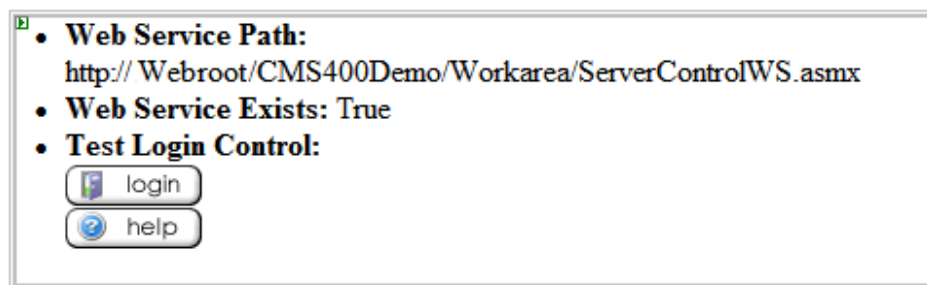 Web Service Path:
http:// Webroot/CMS400Demo/Workarea/ServerControlWS.asmx
Web Service Exists: True
Test Login Control:
login
help